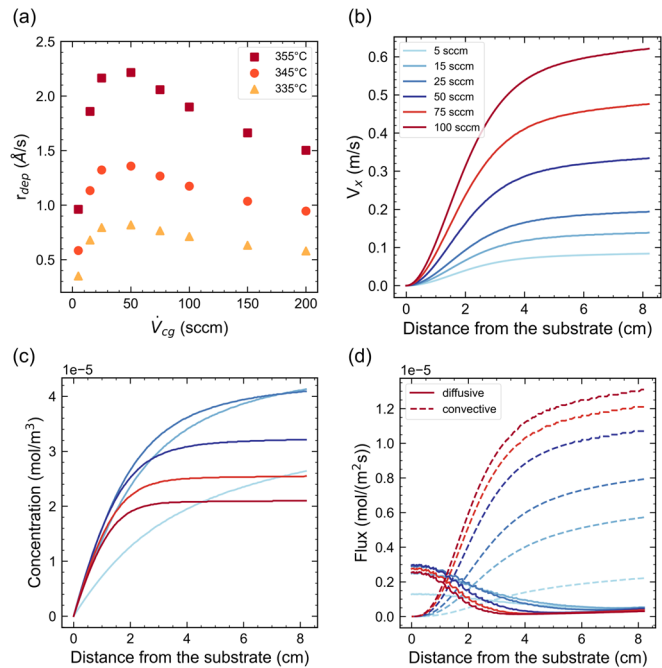 (a)
2.5
2.0
1.5
1.0
0.5
r_dep (Å/s)
355°C
345°C
335°C
0 50 100 150 200
V̇_cg (sccm)
(b)
0.6
0.5
0.4
0.3
0.2
0.1
0.0
V_x (m/s)
5 sccm
15 sccm
25 sccm
50 sccm
75 sccm
100 sccm
0 2 4 6 8
Distance from the substrate (cm)
(c)
1e-5
4
3
2
1
0
Concentration (mol/m³)
0 2 4 6 8
Distance from the substrate (cm)
(d)
1e-5
1.2
1.0
0.8
0.6
0.4
0.2
0.0
Flux (mol/(m²s))
diffusive
convective
0 2 4 6 8
Distance from the substrate (cm)